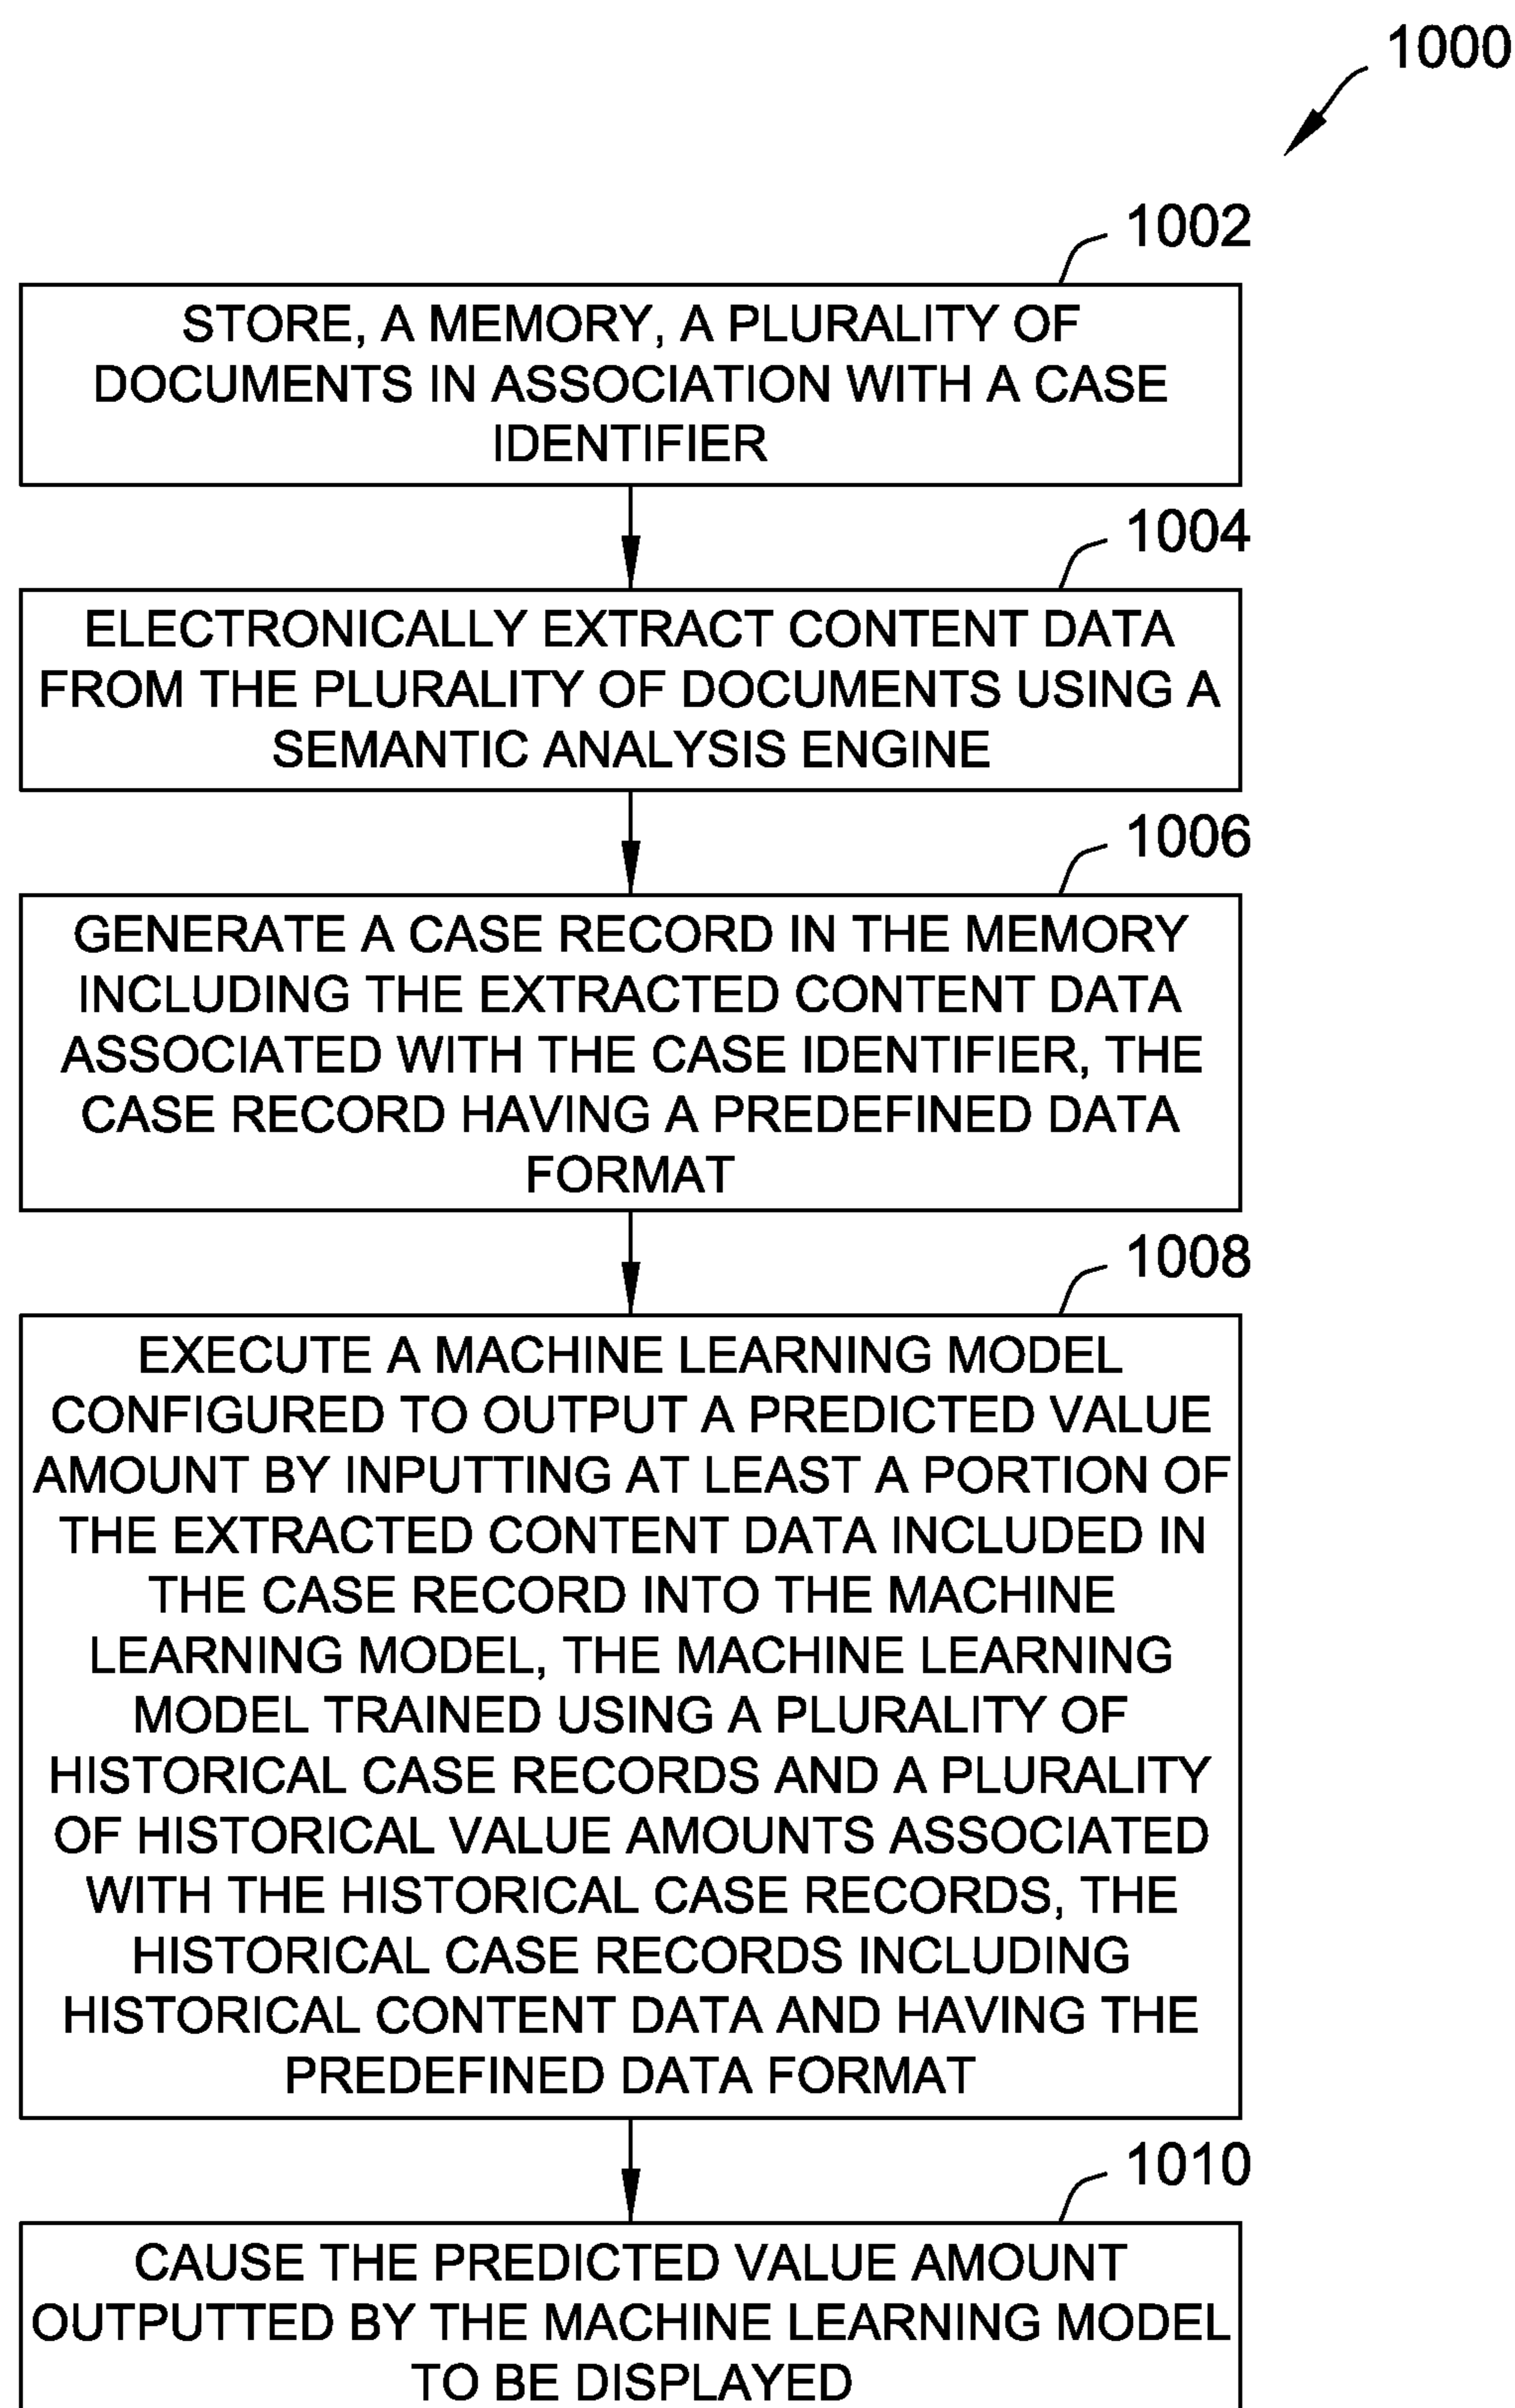 1000
1002
STORE, A MEMORY, A PLURALITY OF
DOCUMENTS IN ASSOCIATION WITH A CASE
IDENTIFIER
1004
ELECTRONICALLY EXTRACT CONTENT DATA
FROM THE PLURALITY OF DOCUMENTS USING A
SEMANTIC ANALYSIS ENGINE
1006
GENERATE A CASE RECORD IN THE MEMORY
INCLUDING THE EXTRACTED CONTENT DATA
ASSOCIATED WITH THE CASE IDENTIFIER, THE
CASE RECORD HAVING A PREDEFINED DATA
FORMAT
1008
EXECUTE A MACHINE LEARNING MODEL
CONFIGURED TO OUTPUT A PREDICTED VALUE
AMOUNT BY INPUTTING AT LEAST A PORTION OF
THE EXTRACTED CONTENT DATA INCLUDED IN
THE CASE RECORD INTO THE MACHINE
LEARNING MODEL, THE MACHINE LEARNING
MODEL TRAINED USING A PLURALITY OF
HISTORICAL CASE RECORDS AND A PLURALITY
OF HISTORICAL VALUE AMOUNTS ASSOCIATED
WITH THE HISTORICAL CASE RECORDS, THE
HISTORICAL CASE RECORDS INCLUDING
HISTORICAL CONTENT DATA AND HAVING THE
PREDEFINED DATA FORMAT
1010
CAUSE THE PREDICTED VALUE AMOUNT
OUTPUTTED BY THE MACHINE LEARNING MODEL
TO BE DISPLAYED